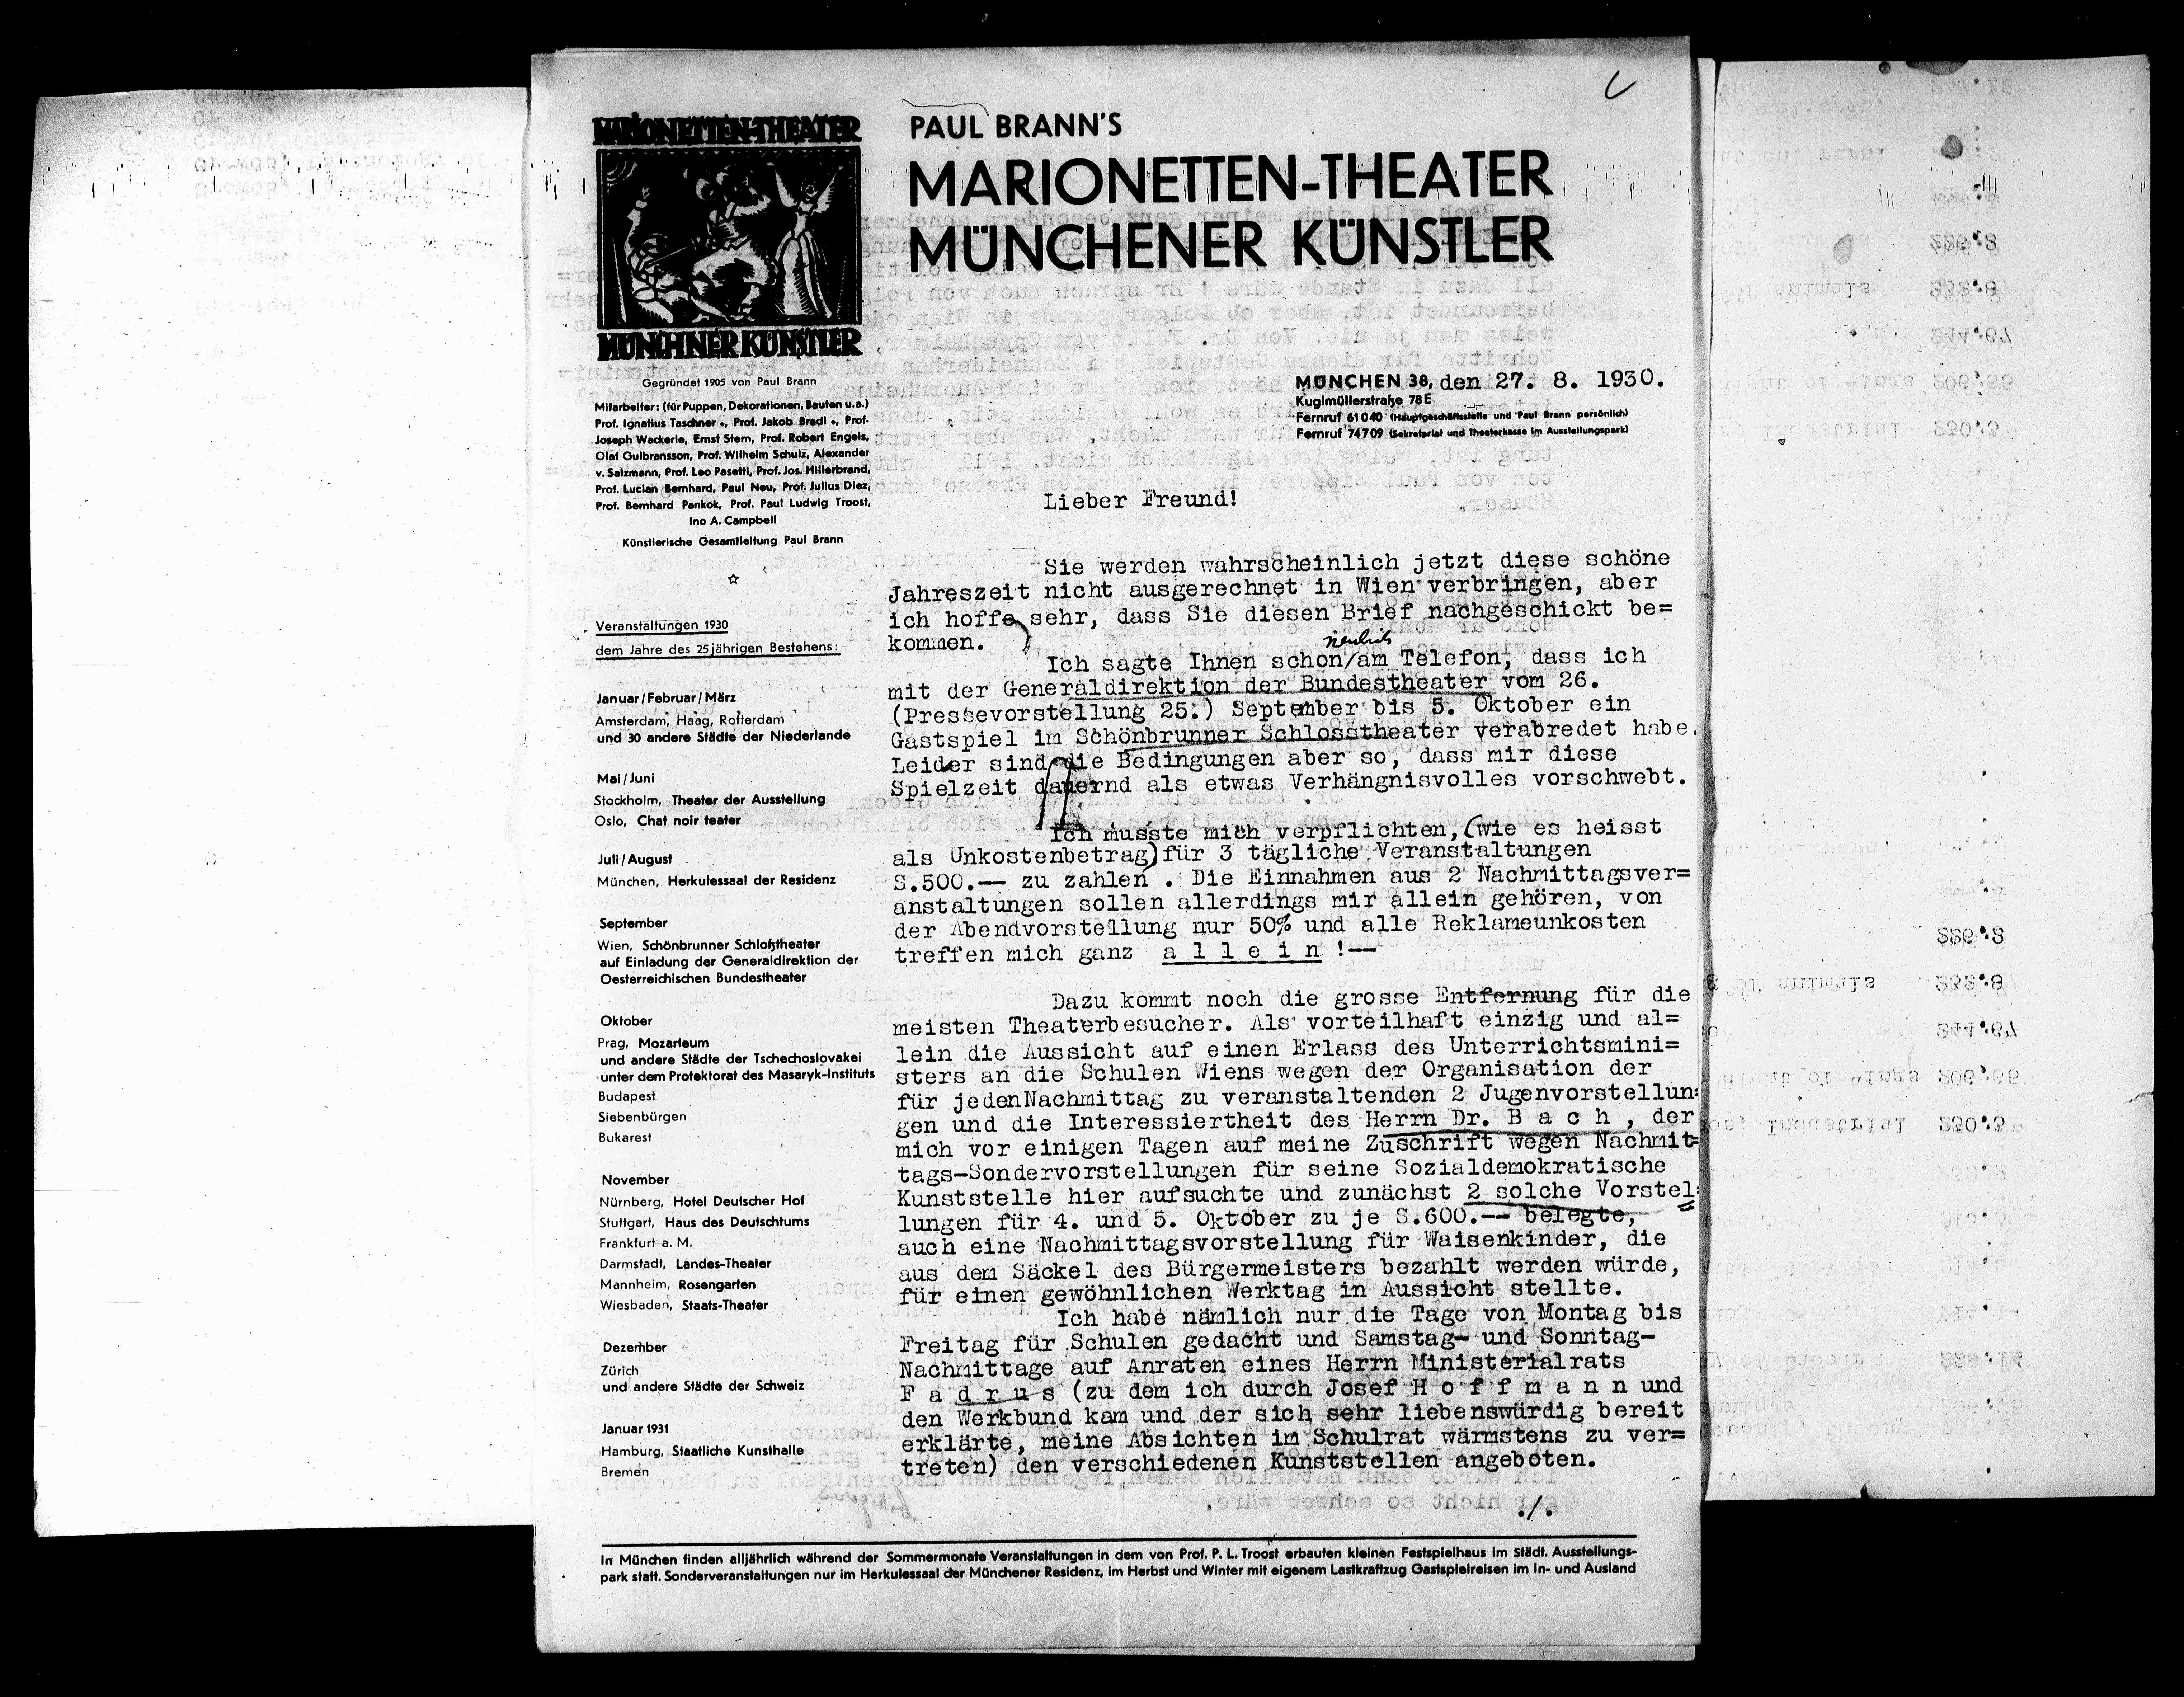 MARIONETTEN-THEATER
MÜNCHNER KÜNSTLER
PAUL BRANN'S
MARIONETTEN-THEATER
MÜNCHENER KÜNSTLER
Gegründet 1905 von Paul Brann
Mitarbeiter: (für Puppen, Dekorationen, Bauten u.a.)
Prof. Ignatius Taschner +, Prof. Jakob Bradl +, Prof.
Joseph Wackerle, Ernst Stern, Prof. Robert Engels,
Olaf Gulbransson, Prof. Wilhelm Schulz, Alexander
v. Salzmann, Prof. Leo Pasetti, Prof. Jos. Hillerbrand,
Prof. Lucian Bernhard, Paul Neu, Prof. Julius Diez,
Prof. Bernhard Pankok, Prof. Paul Ludwig Troost,
Ino A. Campbell
Künstlerische Gesamtleitung Paul Brann
Veranstaltungen 1930
dem Jahre des 25jährigen Bestehens:
Januar/Februar/März
Amsterdam, Haag, Rotterdam
und 30 andere Städte der Niederlande
Mai/Juni
Stockholm, Theater der Ausstellung
Oslo, Chat noir teater
Juli/August
München, Herkulessaal der Residenz
September
Wien, Schönbrunner Schloßtheater
auf Einladung der Generaldirektion der
Oesterreichischen Bundestheater
Oktober
Prag, Mozarteum
und andere Städte der Tschechoslovakei
unter dem Protektorat des Masaryk-Instituts
Budapest
Siebenbürgen
Bukarest
November
Nürnberg, Hotel Deutscher Hof
Stuttgart, Haus des Deutschtums
Frankfurt a. M.
Darmstadt, Landes-Theater
Mannheim, Rosengarten
Wiesbaden, Staats-Theater
Dezember
Zürich
und andere Städte der Schweiz
Januar 1931
Hamburg, Staatliche Kunsthalle
Bremen
MÜNCHEN 38, den 27. 8. 1930.
Kuglmüllerstraße 78E
Fernruf 61040 (Hauptgeschäftsstelle und Paul Brann persönlich)
Fernruf 74709 (Sekretariat und Theaterkasse im Ausstellungspark)
Lieber Freund!
Sie werden wahrscheinlich jetzt diese schöne
Jahreszeit nicht ausgerechnet in Wien verbringen, aber
ich hoffe sehr, dass Sie diesen Brief nachgeschickt be=
kommen.
neulich
Ich sagte Ihnen schon/am Telefon, dass ich
mit der Generaldirektion der Bundestheater vom 26.
(Pressevorstellung 25.) September bis 5. Oktober ein
Gastspiel im Schönbrunner Schlosstheater verabredet habe.
Leider sind die Bedingungen aber so, dass mir diese
Spielzeit dauernd als etwas Verhängnisvolles vorschwebt.
Ich musste mich verpflichten, (wie es heisst
als Unkostenbetrag) für 3 tägliche Veranstaltungen
S.500.-- zu zahlen. Die Einnahmen aus 2 Nachmittagsver=
anstaltungen sollen allerdings mir allein gehören, von
der Abendvorstellung nur 50% und alle Reklameunkosten
treffen mich ganz a l l e i n !--
Dazu kommt noch die grosse Entfernung für die
meisten Theaterbesucher. Als vorteilhaft einzig und al=
lein die Aussicht auf einen Erlass des Unterrichtsmini=
sters an die Schulen Wiens wegen der Organisation der
für jedenNachmittag zu veranstaltenden 2 Jugenvorstellun=
gen und die Interessiertheit des Herrn Dr. B a c h , der
mich vor einigen Tagen auf meine Zuschrift wegen Nachmit=
tags-Sondervorstellungen für seine Sozialdemokratische
Kunststelle hier aufsuchte und zunächst 2 solche Vorstel=
lungen für 4. und 5. Oktober zu je S.600.-- belegte,
auch eine Nachmittagsvorstellung für Waisenkinder, die
aus dem Säckel des Bürgermeisters bezahlt werden würde,
für einen gewöhnlichen Werktag in Aussicht stellte.
Ich habe nämlich nur die Tage von Montag bis
Freitag für Schulen gedacht und Samstag- und Sonntag-
Nachmittage auf Anraten eines Herrn Ministerialrats
F a d r u s (zu dem ich durch Josef H o f f m a n n und
den Werkbund kam und der sich sehr liebenswürdig bereit
erklärte, meine Absichten im Schulrat wärmstens zu ver=
treten) den verschiedenen Kunststellen angeboten.
./.
In München finden alljährlich während der Sommermonate Veranstaltungen in dem von Prof. P. L. Troost erbauten kleinen Festspielhaus im Städt. Ausstellungs-
park statt. Sonderveranstaltungen nur im Herkulessaal der Münchener Residenz, im Herbst und Winter mit eigenem Lastkraftzug Gastspielreisen im In- und Ausland